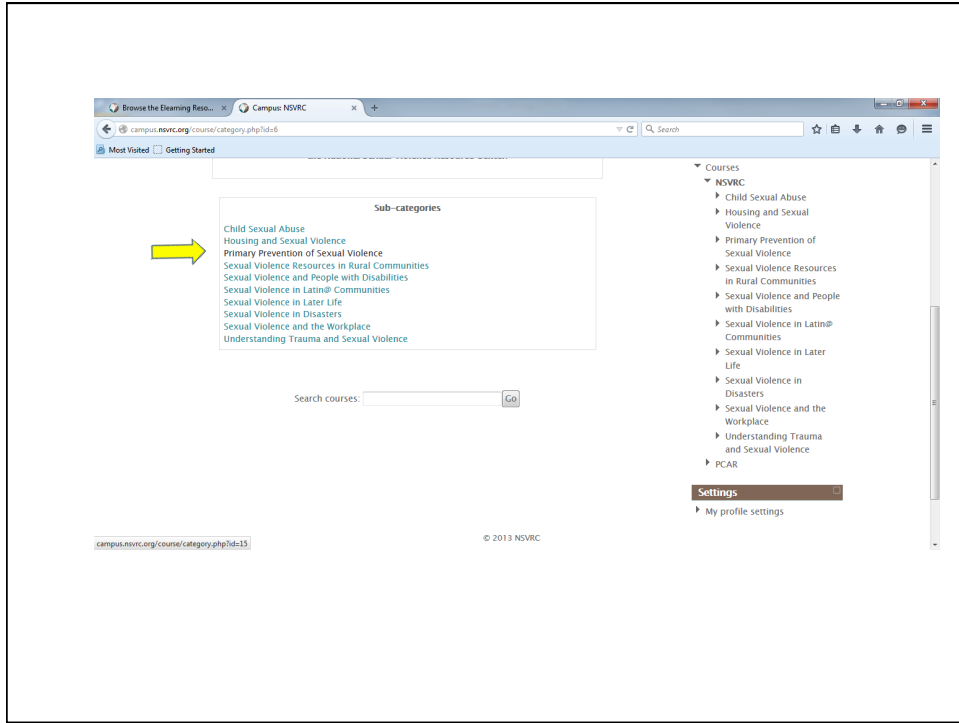 Browse the Elearning Reso... × Campus: NSVRC × +
campus.nsvrc.org/course/category.php?id=6 Search
Most Visited Getting Started
Sub-categories
Child Sexual Abuse
Housing and Sexual Violence
Primary Prevention of Sexual Violence
Sexual Violence Resources in Rural Communities
Sexual Violence and People with Disabilities
Sexual Violence in Latin@ Communities
Sexual Violence in Later Life
Sexual Violence in Disasters
Sexual Violence and the Workplace
Understanding Trauma and Sexual Violence
Search courses: Go
Courses
NSVRC
Child Sexual Abuse
Housing and Sexual
Violence
Primary Prevention of
Sexual Violence
Sexual Violence Resources
in Rural Communities
Sexual Violence and People
with Disabilities
Sexual Violence in Latin@
Communities
Sexual Violence in Later
Life
Sexual Violence in
Disasters
Sexual Violence and the
Workplace
Understanding Trauma
and Sexual Violence
PCAR
Settings
My profile settings
© 2013 NSVRC
campus.nsvrc.org/course/category.php?id=15